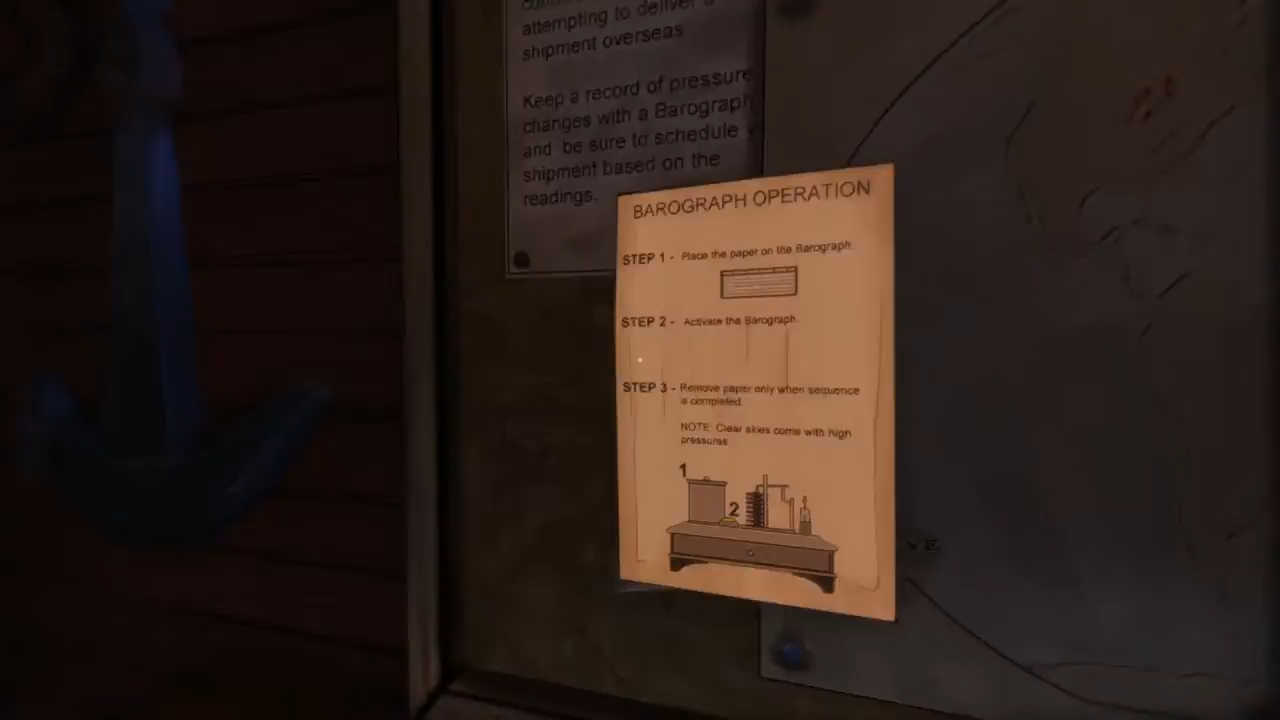 attempting to deliver a
shipment overseas
Keep a record of pressure
changes with a Barograph
and be sure to schedule
shipment based on the
readings.
BAROGRAPH OPERATION
STEP 1 - Place the paper on the Barograph.
STEP 2 - Activate the Barograph.
STEP 3 - Remove paper only when sequence
is completed.
NOTE: Clear skies come with high
pressures
1
2
VE